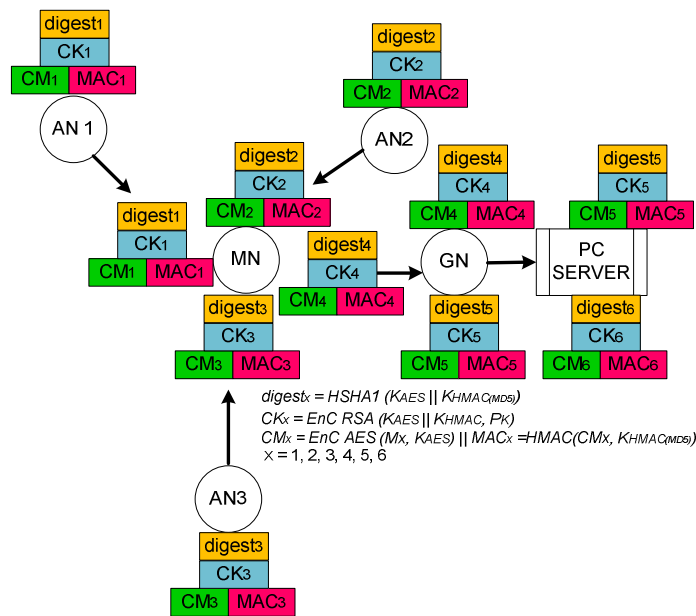 digest1
CK1
CM1 MAC1
AN 1
digest2
CK2
CM2 MAC2
AN2
digest1
CK1
CM1 MAC1
digest2
CK2
CM2 MAC2
MN
digest3
CK3
CM3 MAC3
digest4
CK4
CM4 MAC4
digest4
CK4
CM4 MAC4
GN
digest5
CK5
CM5 MAC5
digest5
CK5
CM5 MAC5
PC
SERVER
digest6
CK6
CM6 MAC6
digestx = HSHA1 (KAES || KHMAC(MD5))
CKx = EnC RSA (KAES || KHMAC, PK)
CMx = EnC AES (Mx, KAES) || MACx =HMAC(CMx, KHMAC(MD5))
X = 1, 2, 3, 4, 5, 6
AN3
digest3
CK3
CM3 MAC3